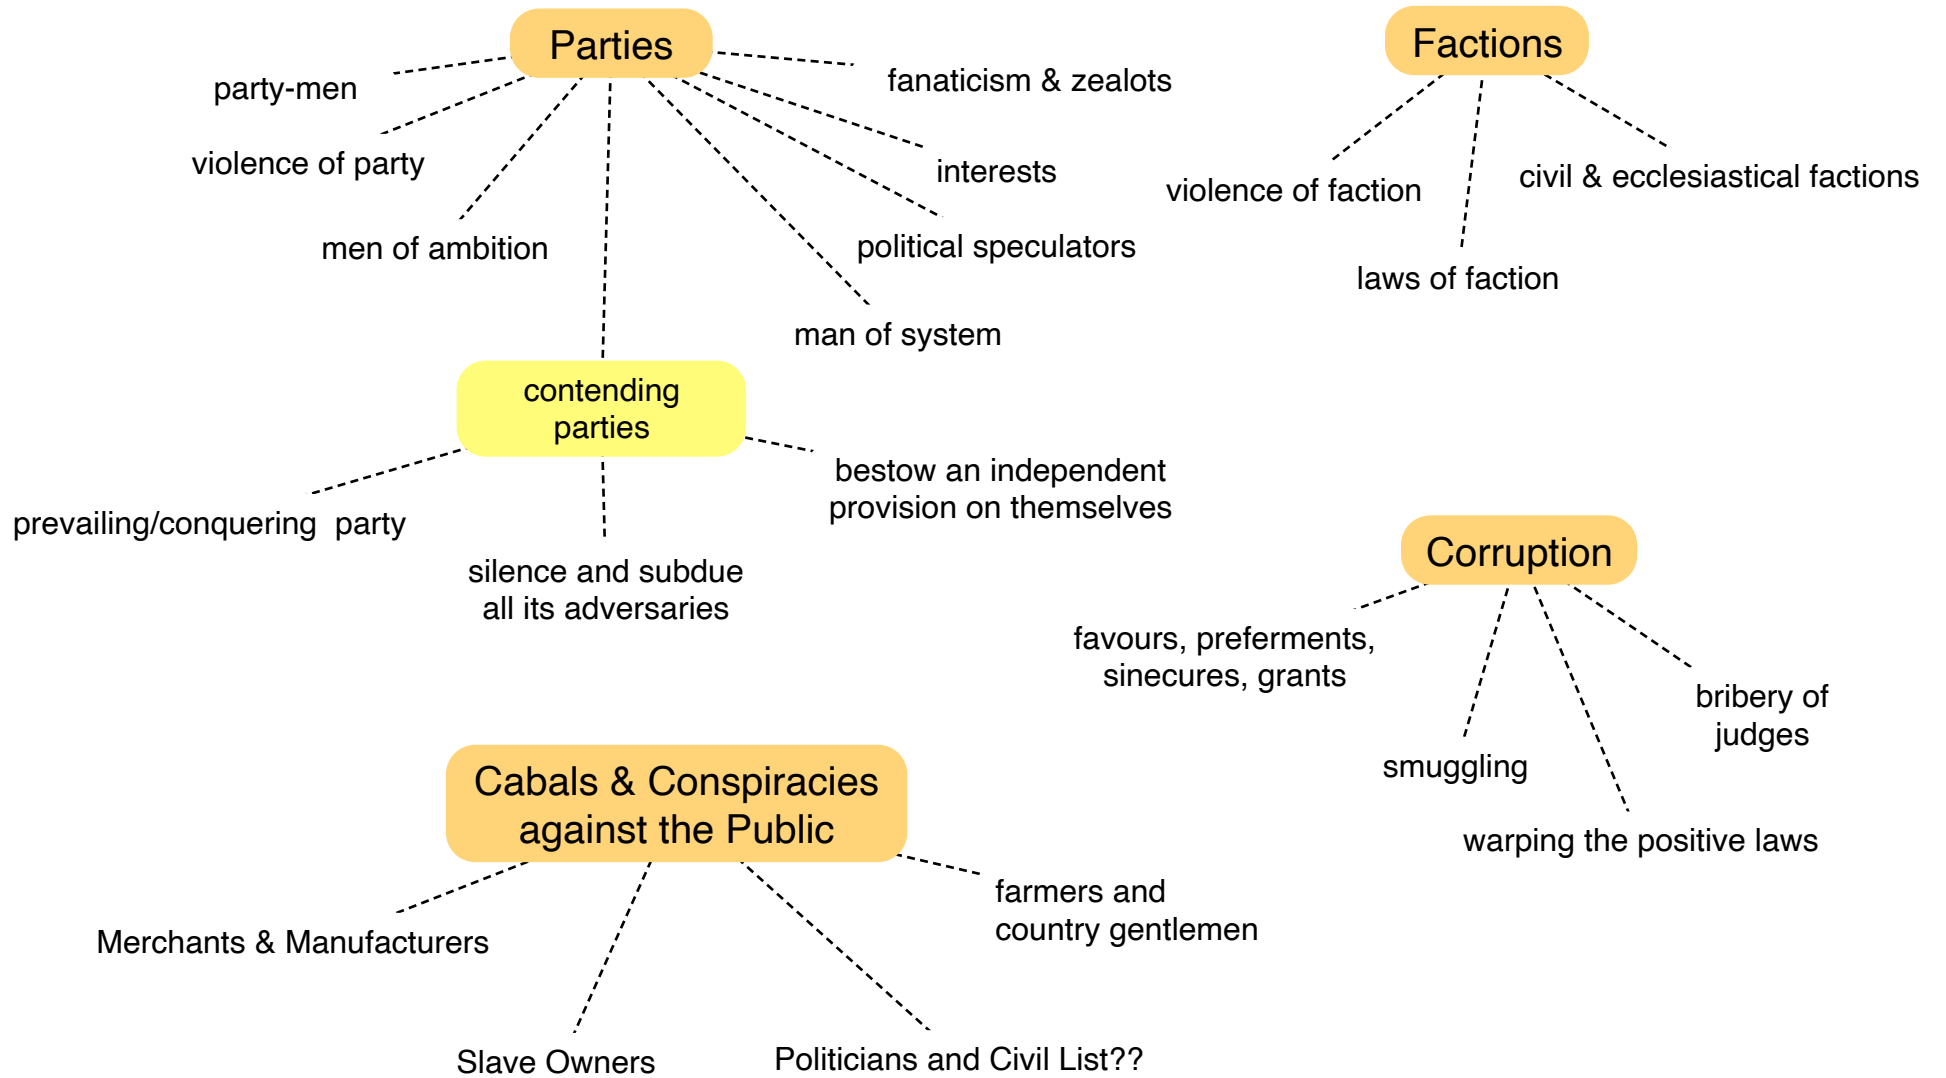 Parties
party-men
violence of party
men of ambition
fanaticism & zealots
interests
political speculators
man of system
contending
parties
prevailing/conquering  party
silence and subdue
all its adversaries
bestow an independent
provision on themselves
Factions
violence of faction
laws of faction
civil & ecclesiastical factions
Corruption
favours, preferments,
sinecures, grants
smuggling
warping the positive laws
bribery of
judges
Cabals & Conspiracies
against the Public
Merchants & Manufacturers
Slave Owners
Politicians and Civil List??
farmers and
country gentlemen